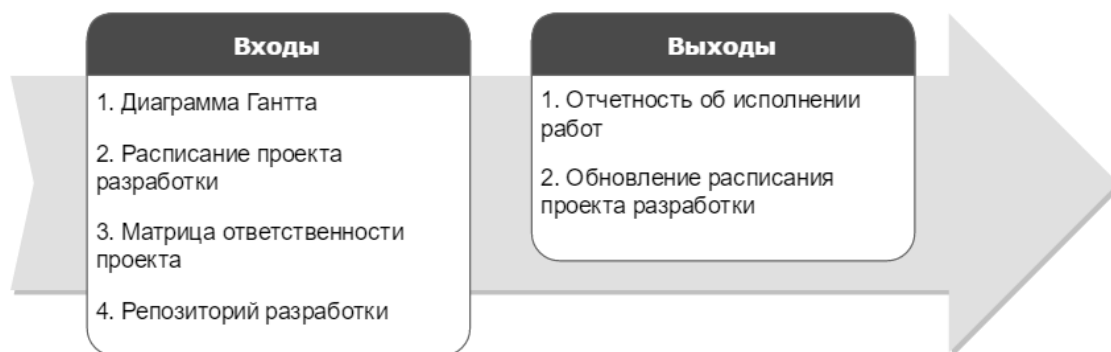 Входы
1. Диаграмма Гантта
2. Расписание проекта
разработки
3. Матрица ответственности
проекта
4. Репозиторий разработки
Выходы
1. Отчетность об исполнении
работ
2. Обновление расписания
проекта разработки